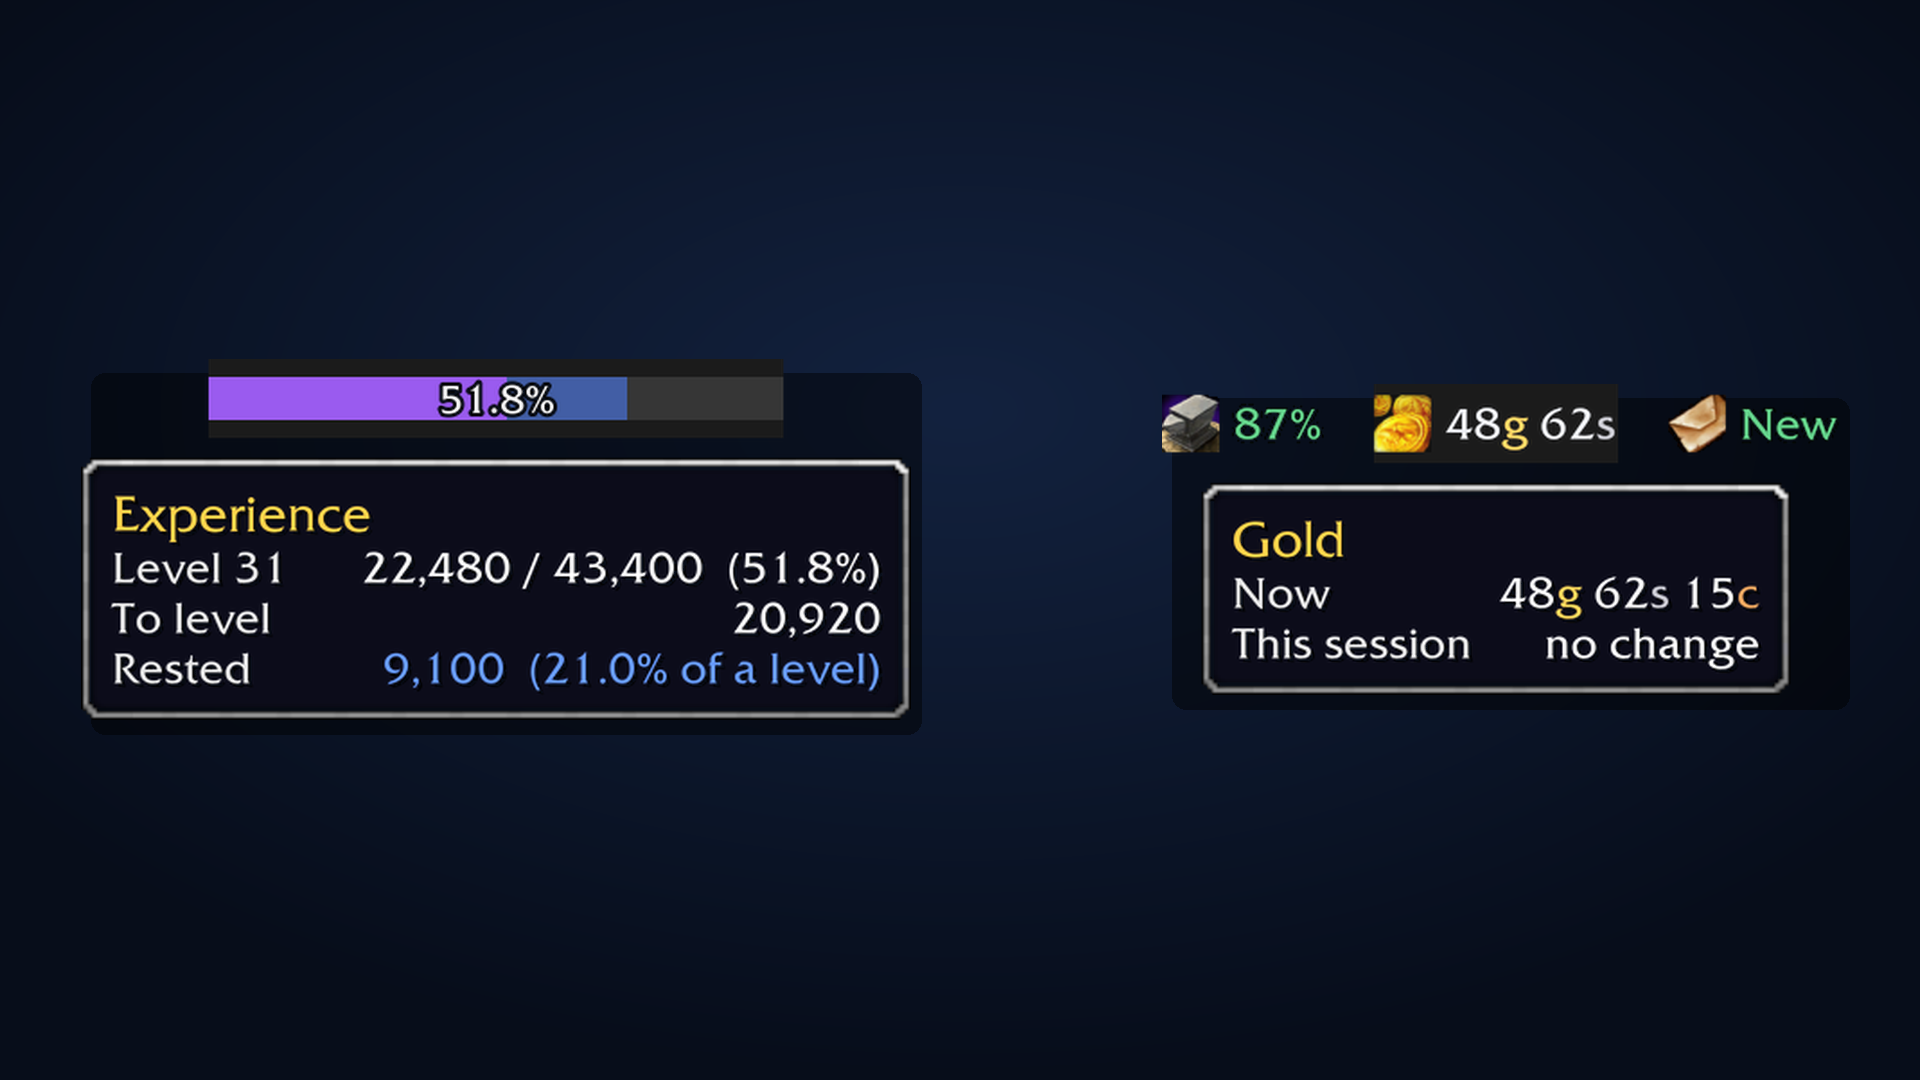 51.8%
Experience
Level 31 22,480 / 43,400 (51.8%)
To level 20,920
Rested 9,100 (21.0% of a level)
87% 48g 62s New
Gold
Now 48g 62s 15c
This session no change